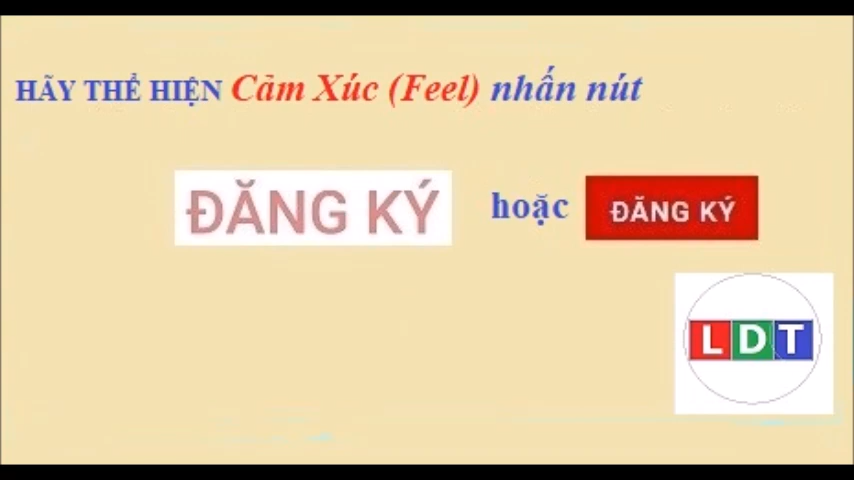 HÃY THỂ HIỆN Cảm Xúc (Feel) nhấn nút
ĐĂNG KÝ hoặc ĐĂNG KÝ
LDT